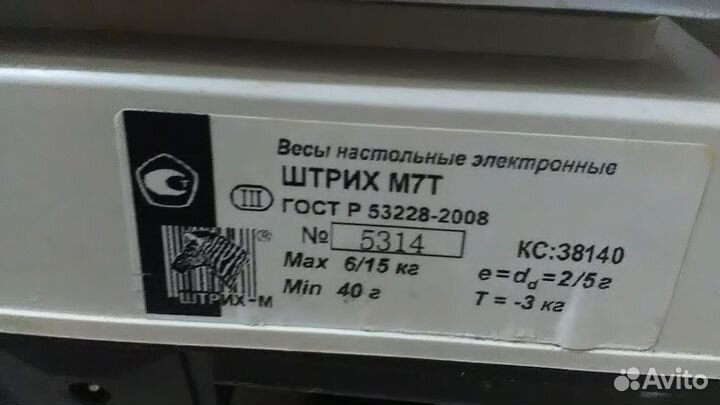 Весы настольные электронные
ШТРИХ М7Т
III
ГОСТ Р 53228-2008
№ 5314
КС:38140
Max 6/15 кг
e=dd=2/5г
Min 40 г
T = -3 кг
ШТРИХ-М
®
Avito